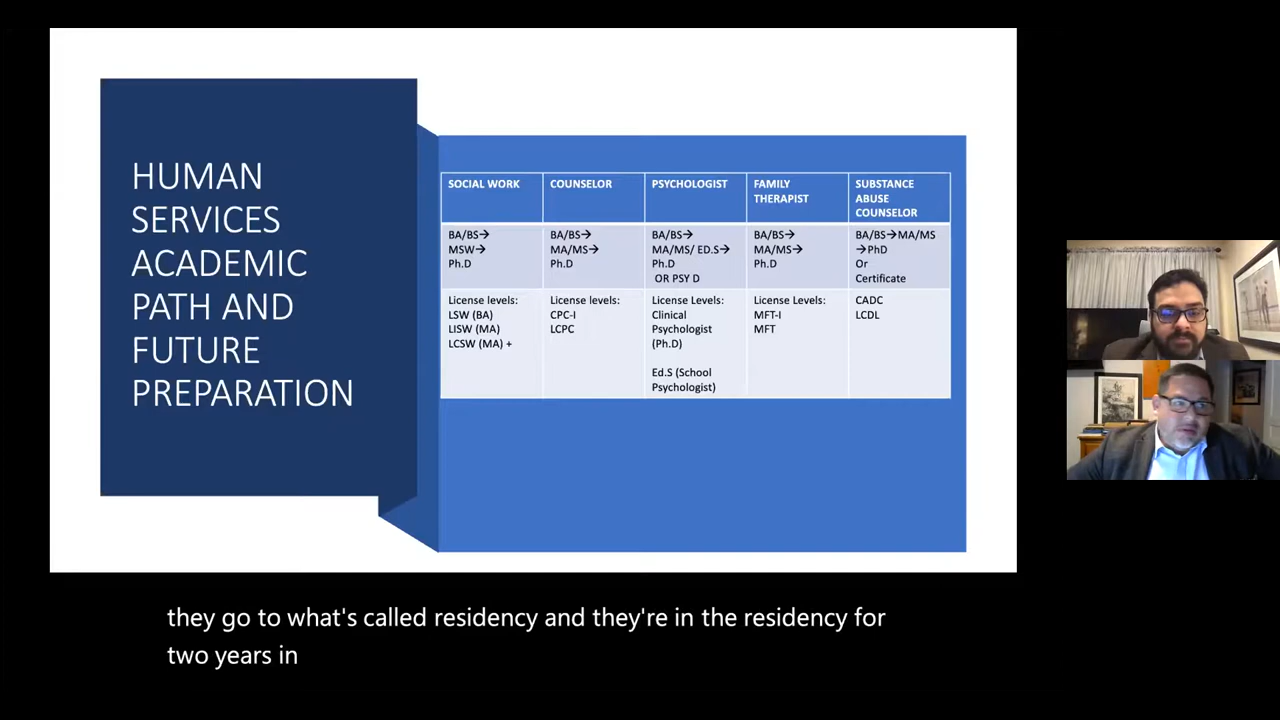 HUMAN
SERVICES
ACADEMIC
PATH AND
FUTURE
PREPARATION
SOCIAL WORK
COUNSELOR
PSYCHOLOGIST
FAMILY
THERAPIST
SUBSTANCE
ABUSE
COUNSELOR
BA/BS→
MSW→
Ph.D
BA/BS→
MA/MS→
Ph.D
BA/BS→
MA/MS/ ED.S→
Ph.D
OR PSY D
BA/BS→
MA/MS→
Ph.D
BA/BS→MA/MS
→PhD
Or
Certificate
License levels:
LSW (BA)
LISW (MA)
LCSW (MA) +
License levels:
CPC-I
LCPC
License Levels:
Clinical
Psychologist
(Ph.D)
Ed.S (School
Psychologist)
License Levels:
MFT-I
MFT
CADC
LCDL
they go to what's called residency and they're in the residency for
two years in